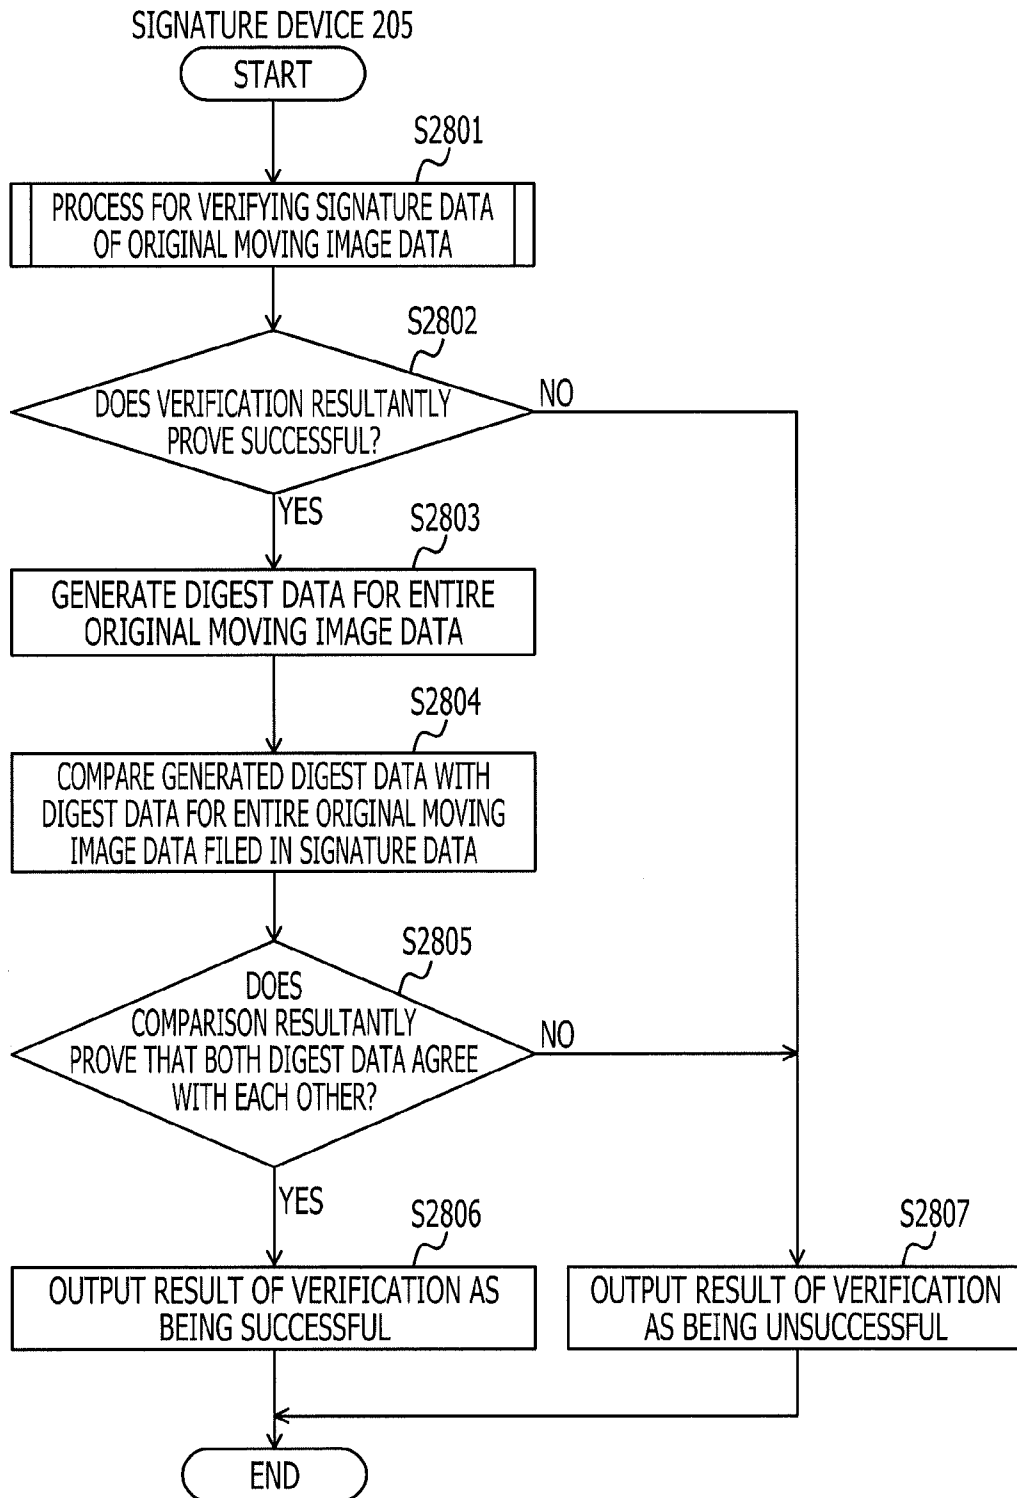 SIGNATURE DEVICE 205
START
S2801
PROCESS FOR VERIFYING SIGNATURE DATA
OF ORIGINAL MOVING IMAGE DATA
S2802
DOES VERIFICATION RESULTANTLY
PROVE SUCCESSFUL?
NO
YES
S2803
GENERATE DIGEST DATA FOR ENTIRE
ORIGINAL MOVING IMAGE DATA
S2804
COMPARE GENERATED DIGEST DATA WITH
DIGEST DATA FOR ENTIRE ORIGINAL MOVING
IMAGE DATA FILED IN SIGNATURE DATA
S2805
DOES
COMPARISON RESULTANTLY
PROVE THAT BOTH DIGEST DATA AGREE
WITH EACH OTHER?
NO
YES
S2806
OUTPUT RESULT OF VERIFICATION AS
BEING SUCCESSFUL
S2807
OUTPUT RESULT OF VERIFICATION
AS BEING UNSUCCESSFUL
END